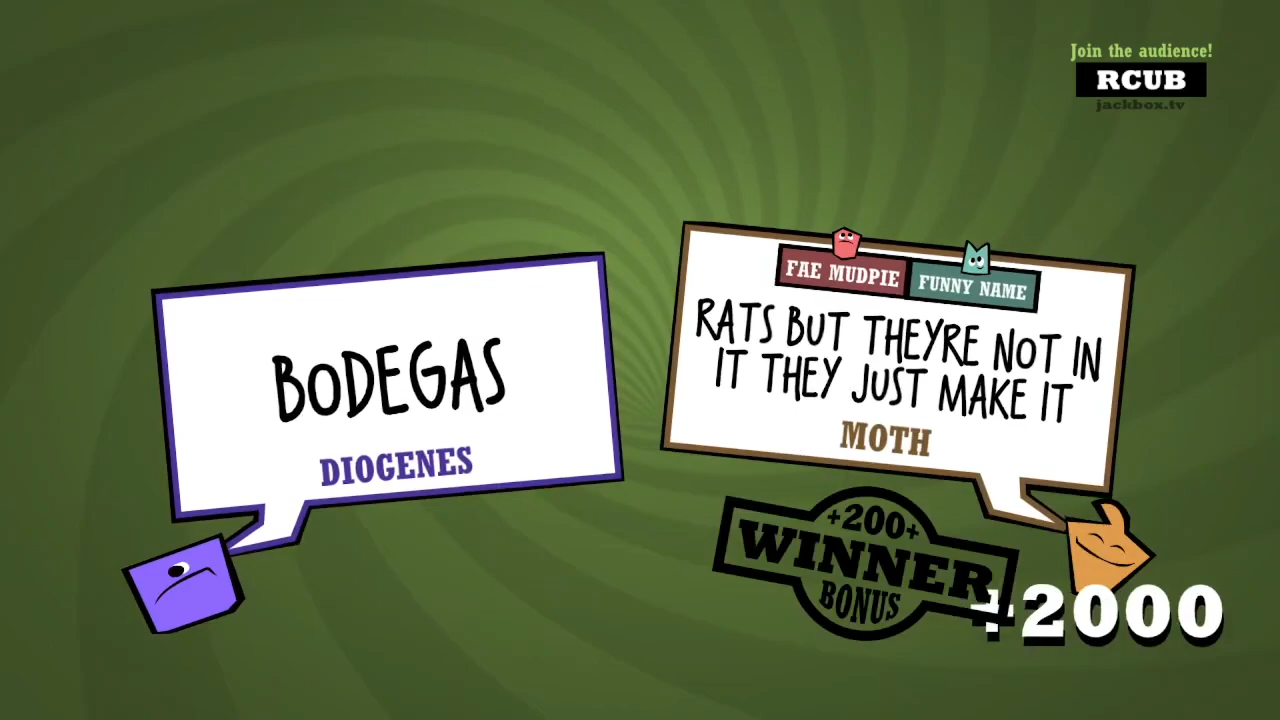 Join the audience!
RCUB
jackbox.tv
FAE MUDPIE
FUNNY NAME
BODEGAS
DIOGENES
RATS BUT THEYRE NOT IN
IT THEY JUST MAKE IT
MOTH
+200+
WINNER
BONUS
+2000